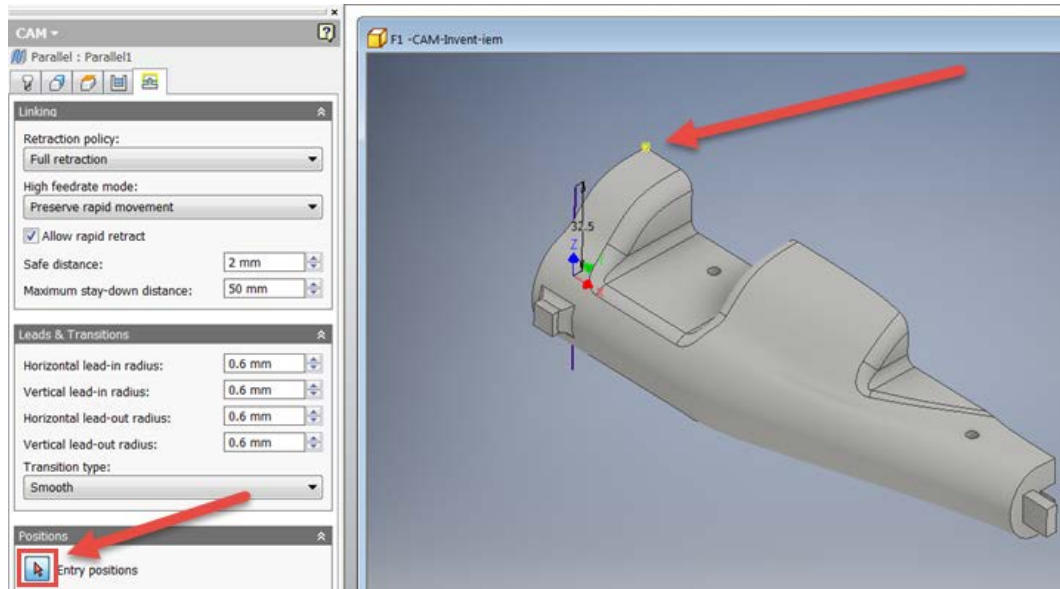 CAM
Parallel : Parallel1
Linking
Retraction policy:
Full retraction
High feedrate mode:
Preserve rapid movement
Allow rapid retract
Safe distance: 2 mm
Maximum stay-down distance: 50 mm
Leads & Transitions
Horizontal lead-in radius: 0.6 mm
Vertical lead-in radius: 0.6 mm
Horizontal lead-out radius: 0.6 mm
Vertical lead-out radius: 0.6 mm
Transition type:
Smooth
Positions
Entry positions
F1 -CAM-Invent-iem
32.5
Z
X